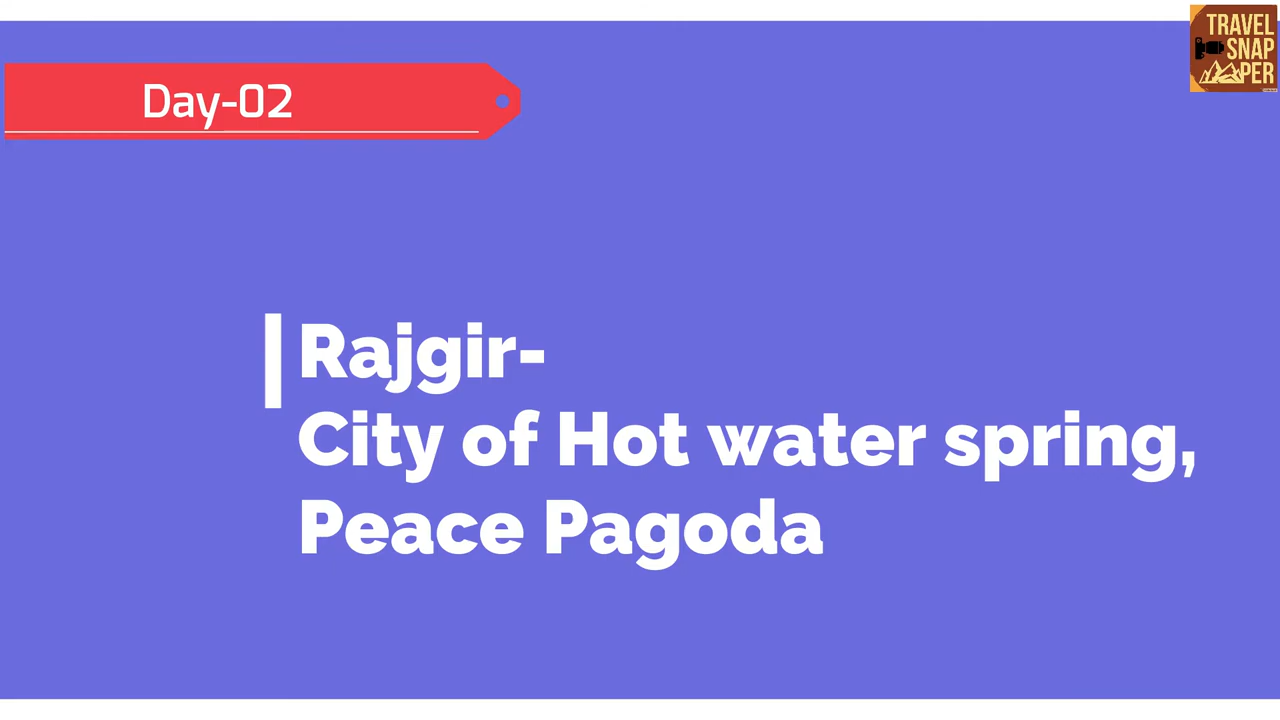 TRAVEL
SNAP
PER
Day-02
Rajgir-
City of Hot water spring,
Peace Pagoda